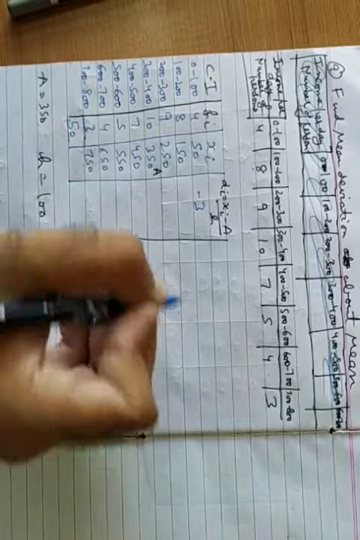 Find Mean deviation about Mean
Income per day 0-100 100-200 200-300 300-400 400-500 500-600 600-700 700-800
Number of persons 4 8 9 10 7 5 4 3
C-I fi xi di = xi - A / h
0-100 4 50 -3
100-200 8 150
200-300 9 250
300-400 10 350 A
400-500 7 450
500-600 5 550
600-700 4 650
700-800 3 750
50
A = 350 h = 100